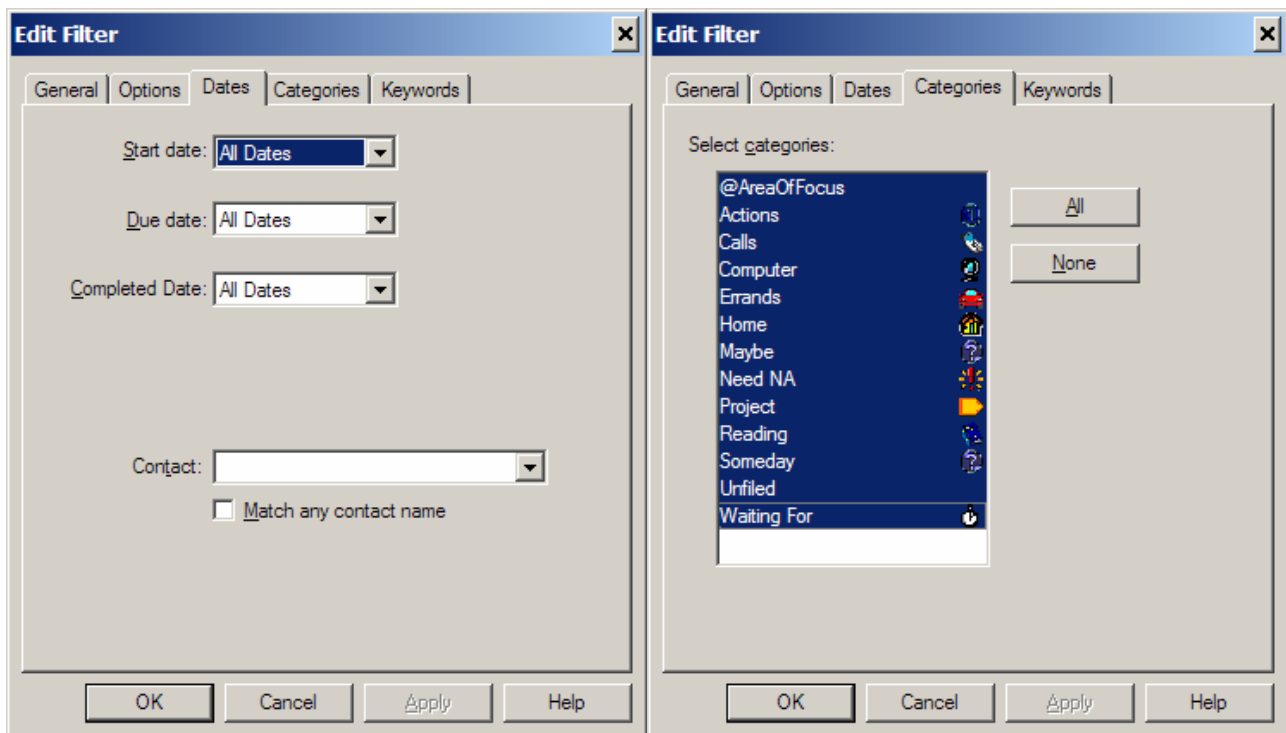 Edit Filter
General Options Dates Categories Keywords
Start date: All Dates
Due date: All Dates
Completed Date: All Dates
Contact:
Match any contact name
OK Cancel Apply Help
Edit Filter
General Options Dates Categories Keywords
Select categories:
@AreaOfFocus
Actions
Calls
Computer
Errands
Home
Maybe
Need NA
Project
Reading
Someday
Unfiled
Waiting For
All
None
OK Cancel Apply Help